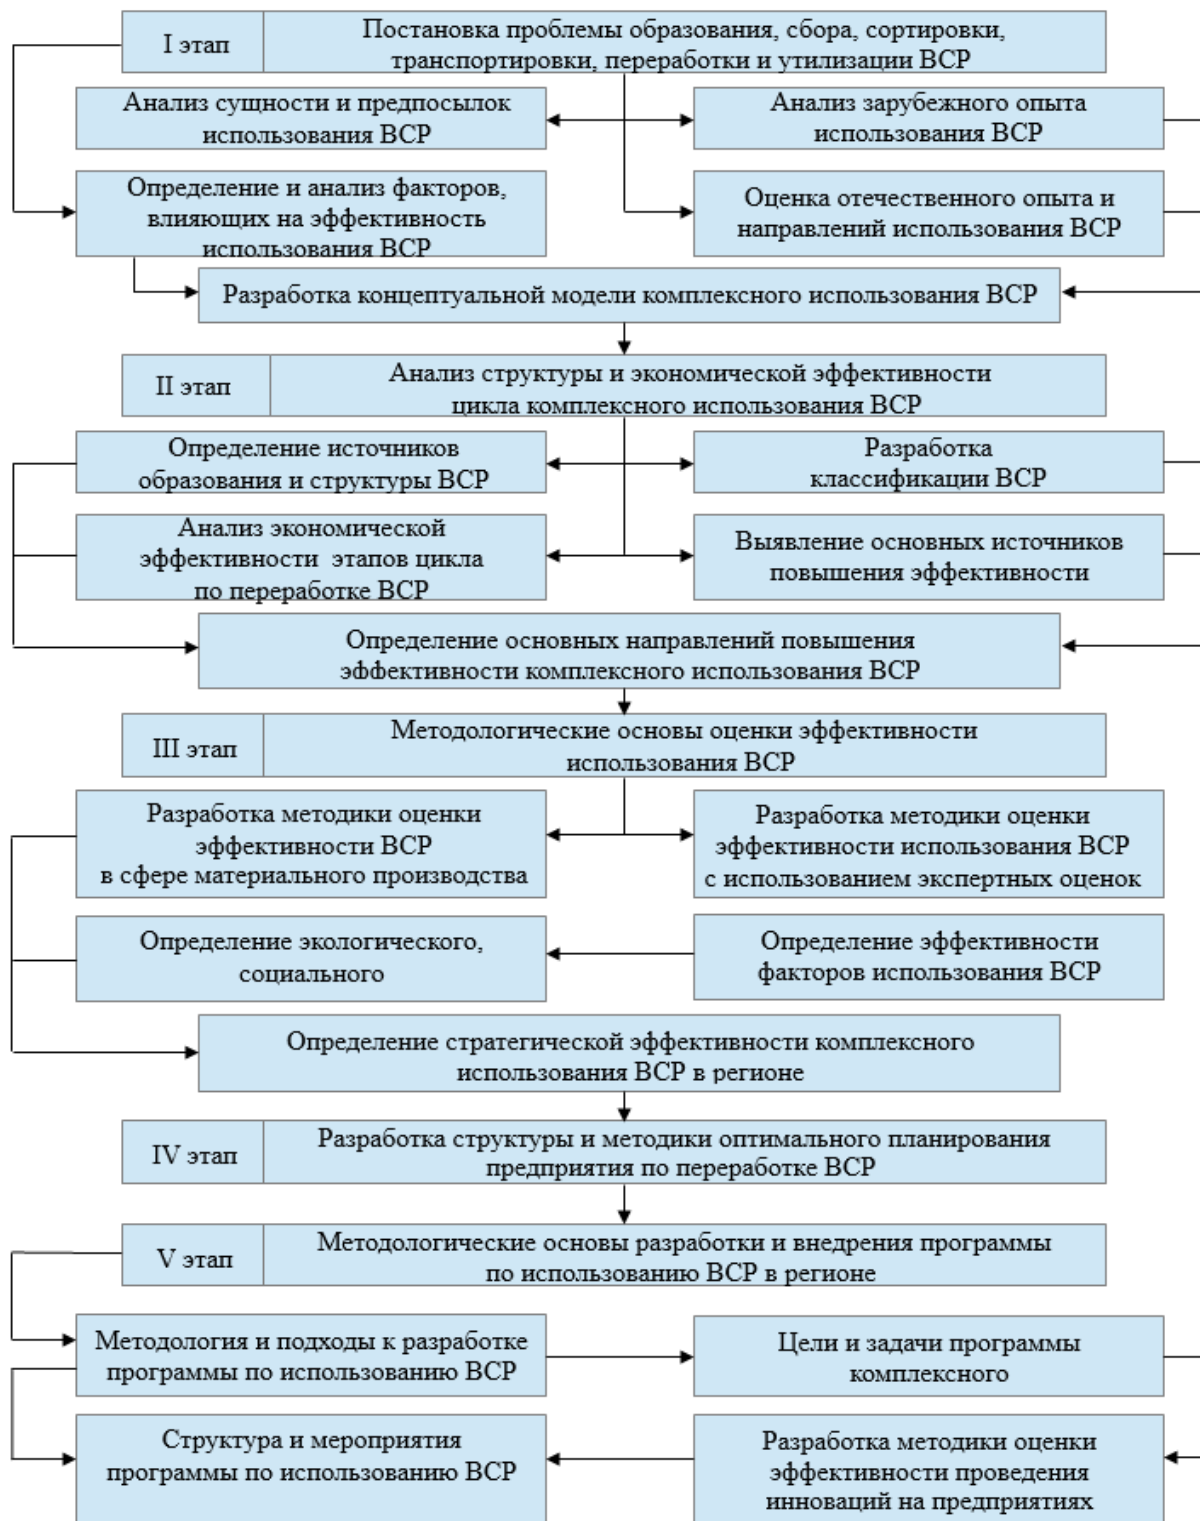 I этап
Постановка проблемы образования, сбора, сортировки,
транспортировки, переработки и утилизации ВСР
Анализ сущности и предпосылок
использования ВСР
Анализ зарубежного опыта
использования ВСР
Определение и анализ факторов,
влияющих на эффективность
использования ВСР
Оценка отечественного опыта и
направлений использования ВСР
Разработка концептуальной модели комплексного использования ВСР
II этап
Анализ структуры и экономической эффективности
цикла комплексного использования ВСР
Определение источников
образования и структуры ВСР
Разработка
классификации ВСР
Анализ экономической
эффективности этапов цикла
по переработке ВСР
Выявление основных источников
повышения эффективности
Определение основных направлений повышения
эффективности комплексного использования ВСР
III этап
Методологические основы оценки эффективности
использования ВСР
Разработка методики оценки
эффективности ВСР
в сфере материального производства
Разработка методики оценки
эффективности использования ВСР
с использованием экспертных оценок
Определение экологического,
социального
Определение эффективности
факторов использования ВСР
Определение стратегической эффективности комплексного
использования ВСР в регионе
IV этап
Разработка структуры и методики оптимального планирования
предприятия по переработке ВСР
V этап
Методологические основы разработки и внедрения программы
по использованию ВСР в регионе
Методология и подходы к разработке
программы по использованию ВСР
Цели и задачи программы
комплексного
Структура и мероприятия
программы по использованию ВСР
Разработка методики оценки
эффективности проведения
инноваций на предприятиях